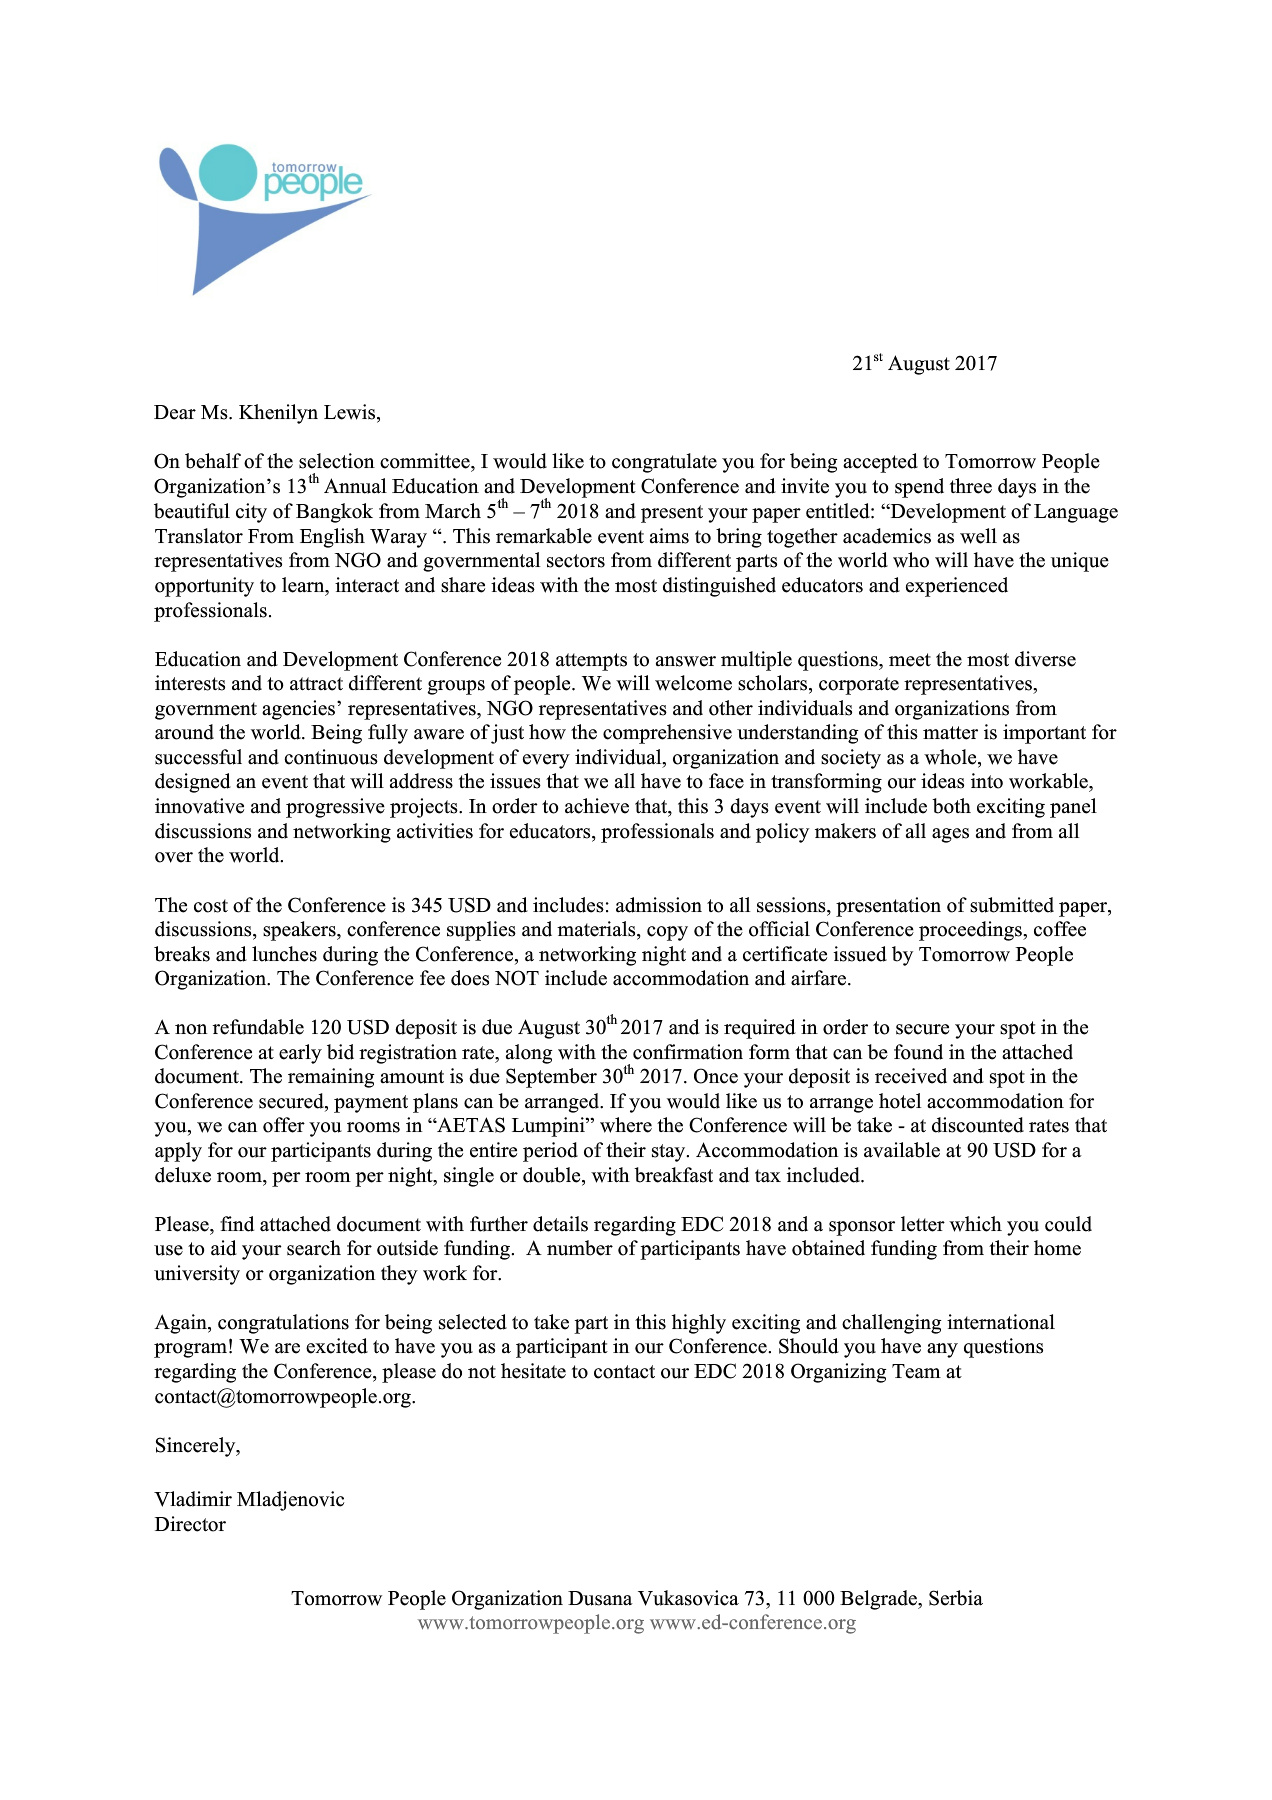 tomorrow
people
21st August 2017
Dear Ms. Khenilyn Lewis,
On behalf of the selection committee, I would like to congratulate you for being accepted to Tomorrow People
Organization’s 13th Annual Education and Development Conference and invite you to spend three days in the
beautiful city of Bangkok from March 5th – 7th 2018 and present your paper entitled: “Development of Language
Translator From English Waray “. This remarkable event aims to bring together academics as well as
representatives from NGO and governmental sectors from different parts of the world who will have the unique
opportunity to learn, interact and share ideas with the most distinguished educators and experienced
professionals.
Education and Development Conference 2018 attempts to answer multiple questions, meet the most diverse
interests and to attract different groups of people. We will welcome scholars, corporate representatives,
government agencies’ representatives, NGO representatives and other individuals and organizations from
around the world. Being fully aware of just how the comprehensive understanding of this matter is important for
successful and continuous development of every individual, organization and society as a whole, we have
designed an event that will address the issues that we all have to face in transforming our ideas into workable,
innovative and progressive projects. In order to achieve that, this 3 days event will include both exciting panel
discussions and networking activities for educators, professionals and policy makers of all ages and from all
over the world.
The cost of the Conference is 345 USD and includes: admission to all sessions, presentation of submitted paper,
discussions, speakers, conference supplies and materials, copy of the official Conference proceedings, coffee
breaks and lunches during the Conference, a networking night and a certificate issued by Tomorrow People
Organization. The Conference fee does NOT include accommodation and airfare.
A non refundable 120 USD deposit is due August 30th 2017 and is required in order to secure your spot in the
Conference at early bid registration rate, along with the confirmation form that can be found in the attached
document. The remaining amount is due September 30th 2017. Once your deposit is received and spot in the
Conference secured, payment plans can be arranged. If you would like us to arrange hotel accommodation for
you, we can offer you rooms in “AETAS Lumpini” where the Conference will be take - at discounted rates that
apply for our participants during the entire period of their stay. Accommodation is available at 90 USD for a
deluxe room, per room per night, single or double, with breakfast and tax included.
Please, find attached document with further details regarding EDC 2018 and a sponsor letter which you could
use to aid your search for outside funding.  A number of participants have obtained funding from their home
university or organization they work for.
Again, congratulations for being selected to take part in this highly exciting and challenging international
program! We are excited to have you as a participant in our Conference. Should you have any questions
regarding the Conference, please do not hesitate to contact our EDC 2018 Organizing Team at
contact@tomorrowpeople.org.
Sincerely,
Vladimir Mladjenovic
Director
Tomorrow People Organization Dusana Vukasovica 73, 11 000 Belgrade, Serbia
www.tomorrowpeople.org www.ed-conference.org